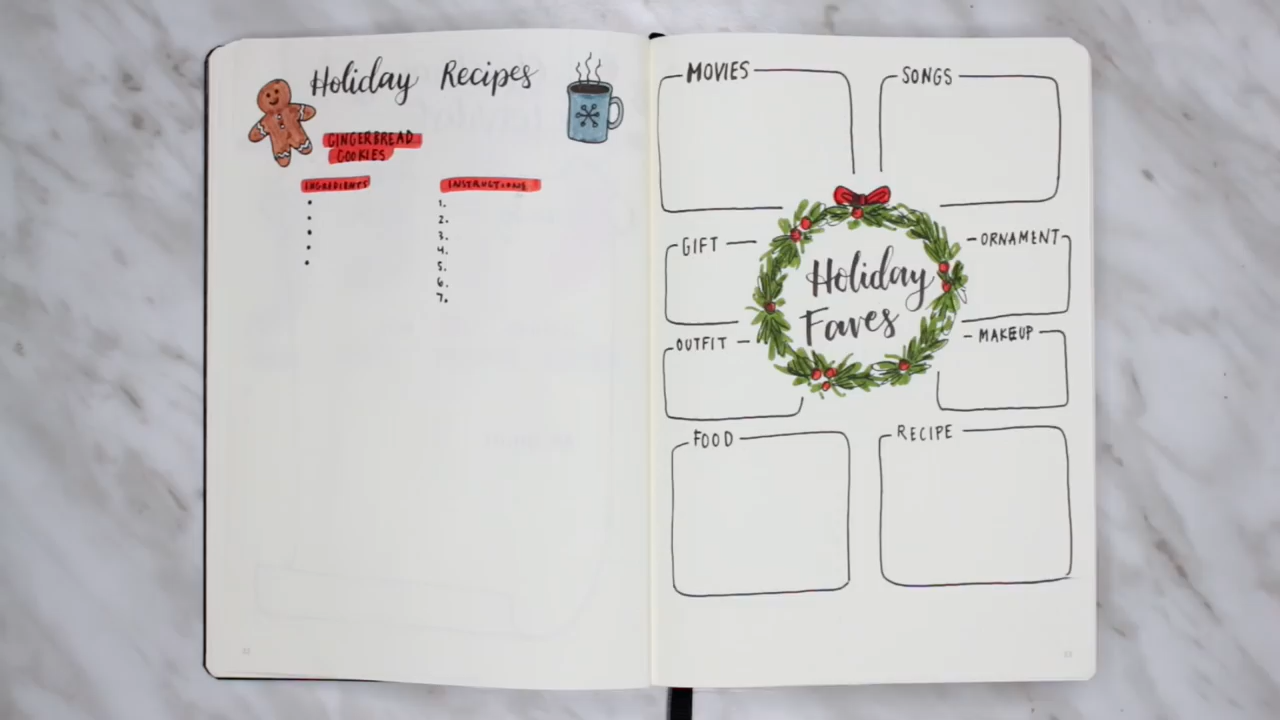 Holiday Recipes
GINGERBREAD
COOKIES
INGREDIENTS
INSTRUCTIONS
1.
2.
3.
4.
5.
6.
7.
MOVIES
SONGS
GIFT
ORNAMENT
Holiday
Faves
OUTFIT
MAKEUP
FOOD
RECIPE